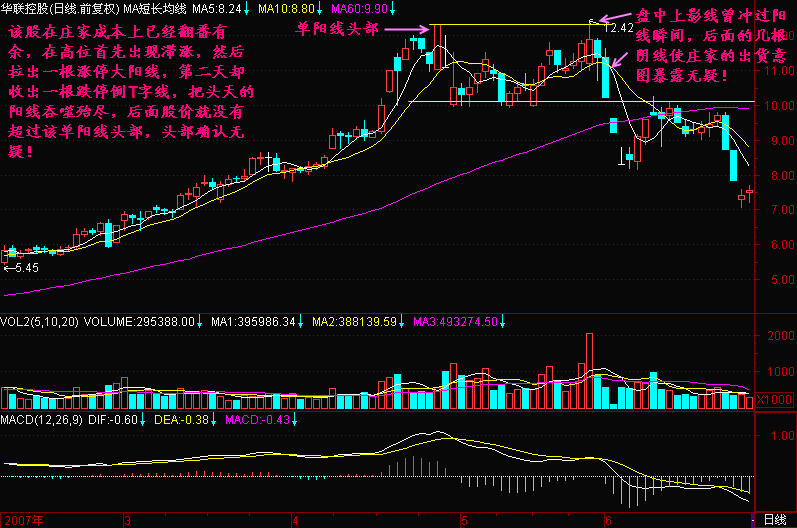 华联控股(日线.前复权) MA短长均线 MA5:8.24↓ MA10:8.80↓ MA60:9.90↓
该股在庄家成本上已经翻番有
余，在高位首先出现滞涨，然后
拉出一根涨停大阳线，第二天却
收出一根跌停倒T字线，把头天的
阳线吞噬殆尽，后面股价就没有
超过该单阳线头部，头部确认无
疑！
单阳线头部
盘中上影线曾冲过阳
线瞬间，后面的几根
阴线使庄家的出货意
图暴露无疑！
12.42
11.00
10.00
9.00
8.00
7.00
6.00
5.00
5.45
VOL2(5,10,20) VOLUME:295388.00↓ MA1:395986.34↓ MA2:388139.59↓ MA3:493274.50↓
2000
1000
X1000
MACD(12,26,9) DIF:-0.60↓ DEA:-0.38↓ MACD:-0.43↓
1.00
2007年 3 4 5 6 日线